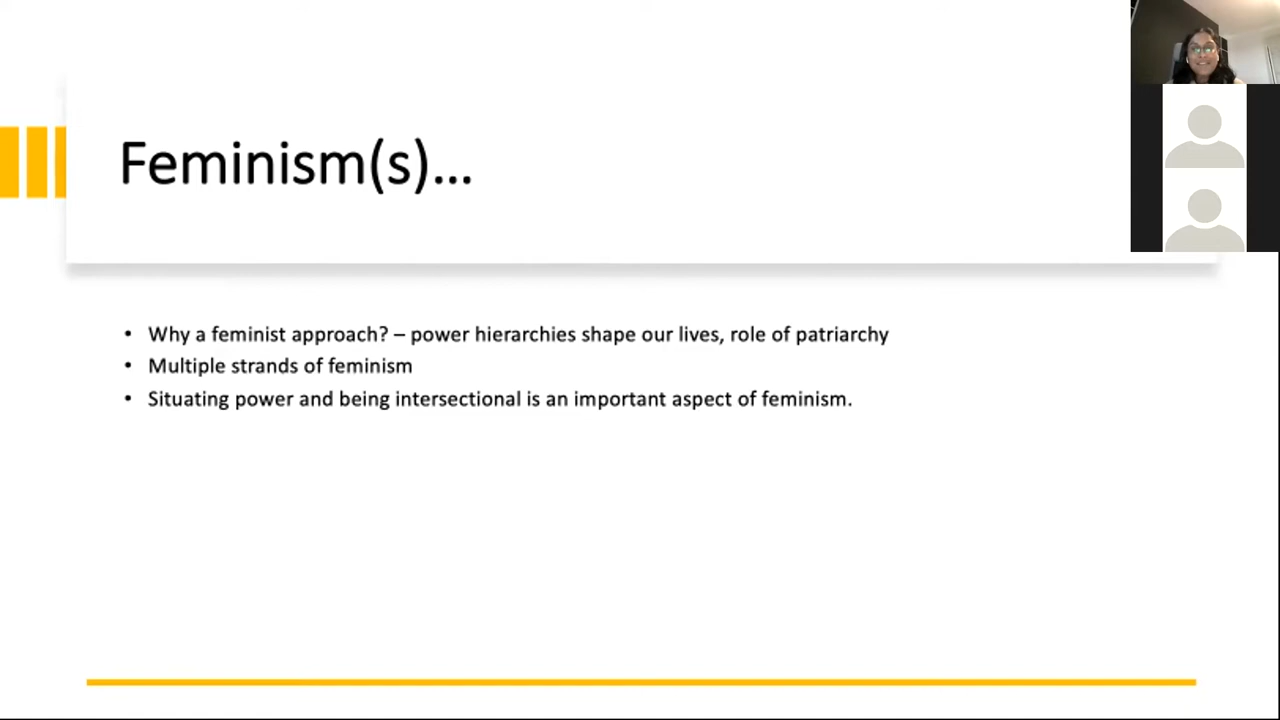 Feminism(s)...
• Why a feminist approach? – power hierarchies shape our lives, role of patriarchy
• Multiple strands of feminism
• Situating power and being intersectional is an important aspect of feminism.